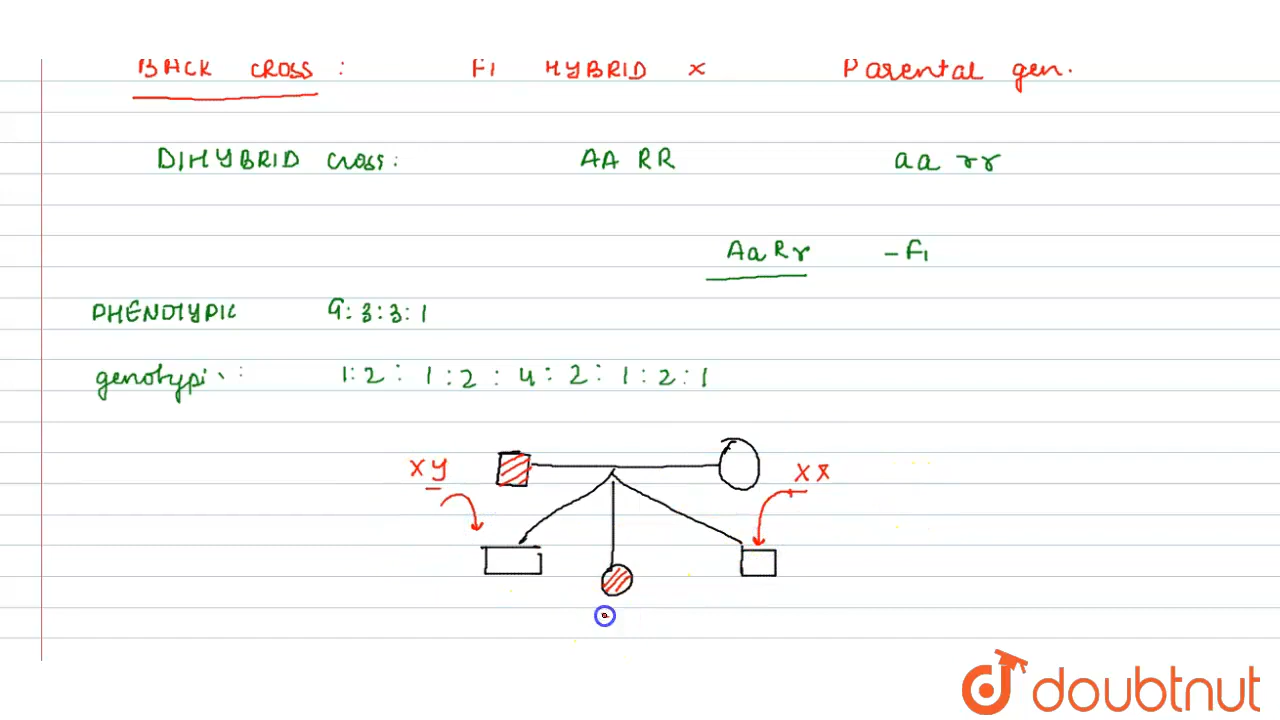 BACK CROSS : F1 HYBRID × Parental gen.
DIHYBRID Cross: AA RR aa rr
AaRr – F1
PHENOTYPIC 9:3:3:1
genotypi : 1:2: 1:2: 4:2: 1:2:1
XY XX
doubtnut